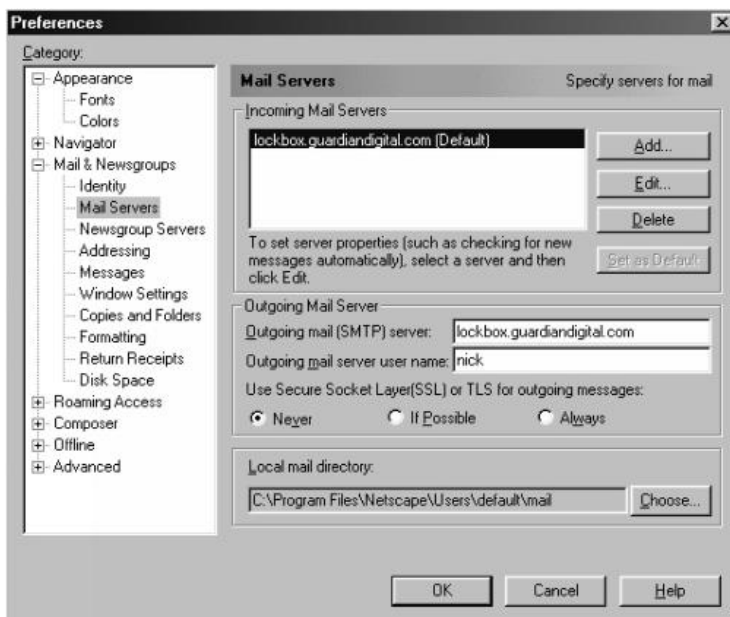 Preferences
Category:
Appearance
Fonts
Colors
Navigator
Mail & Newsgroups
Identity
Mail Servers
Newsgroup Servers
Addressing
Messages
Window Settings
Copies and Folders
Formatting
Return Receipts
Disk Space
Roaming Access
Composer
Offline
Advanced
Mail Servers
Specify servers for mail
Incoming Mail Servers
lockbox.guardiandigital.com (Default)
Add...
Edit...
Delete
Set as Default
To set server properties (such as checking for new
messages automatically), select a server and then
click Edit.
Outgoing Mail Server
Outgoing mail (SMTP) server: lockbox.guardiandigital.com
Outgoing mail server user name: nick
Use Secure Socket Layer(SSL) or TLS for outgoing messages:
Never If Possible Always
Local mail directory:
C:\Program Files\Netscape\Users\default\mail Choose...
OK Cancel Help